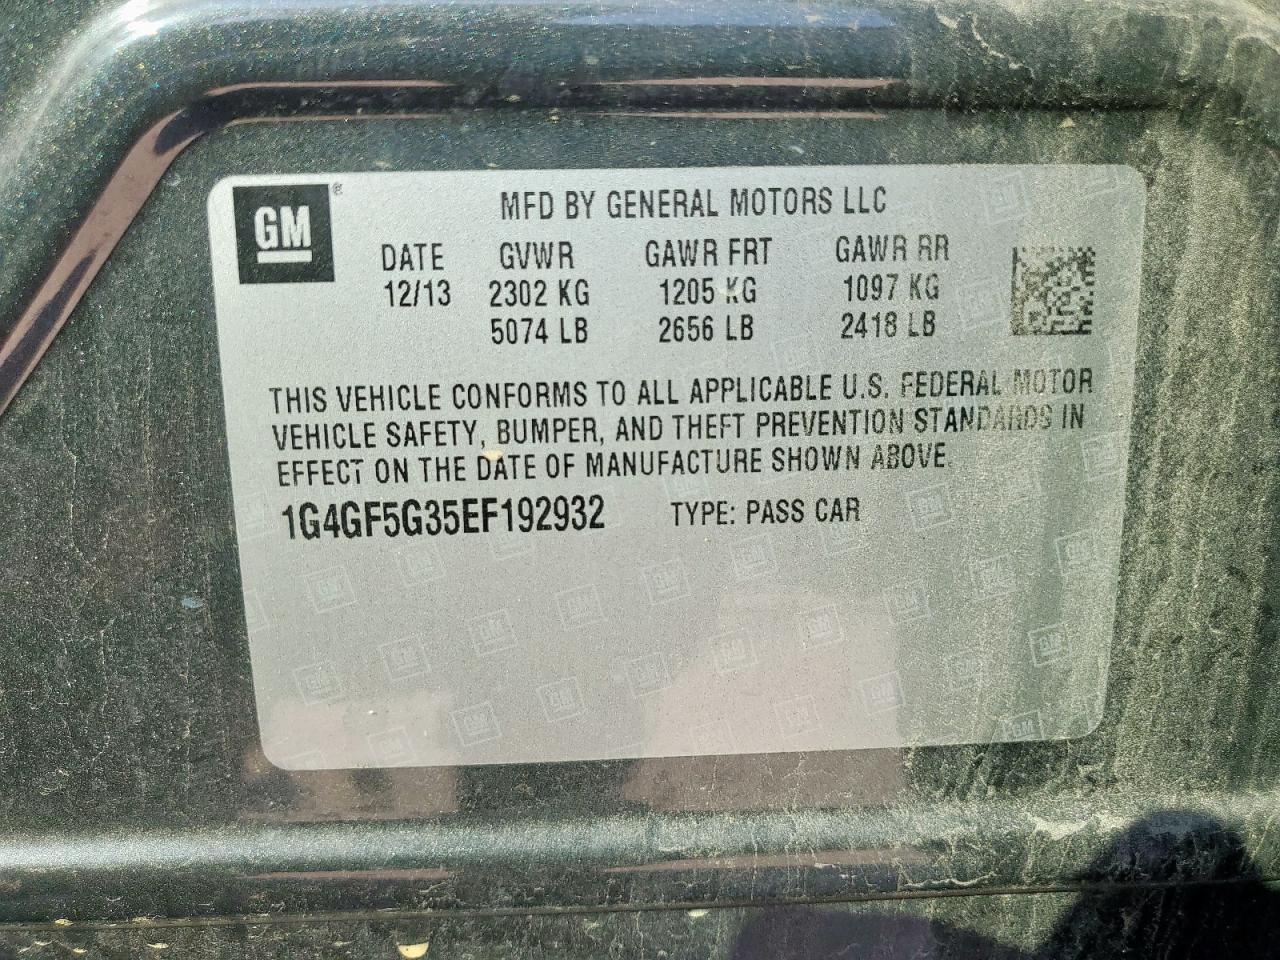 GM ®
MFD BY GENERAL MOTORS LLC
DATE GVWR GAWR FRT GAWR RR
12/13 2302 KG 1205 KG 1097 KG
5074 LB 2656 LB 2418 LB
THIS VEHICLE CONFORMS TO ALL APPLICABLE U.S. FEDERAL MOTOR
VEHICLE SAFETY, BUMPER, AND THEFT PREVENTION STANDARDS IN
EFFECT ON THE DATE OF MANUFACTURE SHOWN ABOVE.
1G4GF5G35EF192932 TYPE: PASS CAR